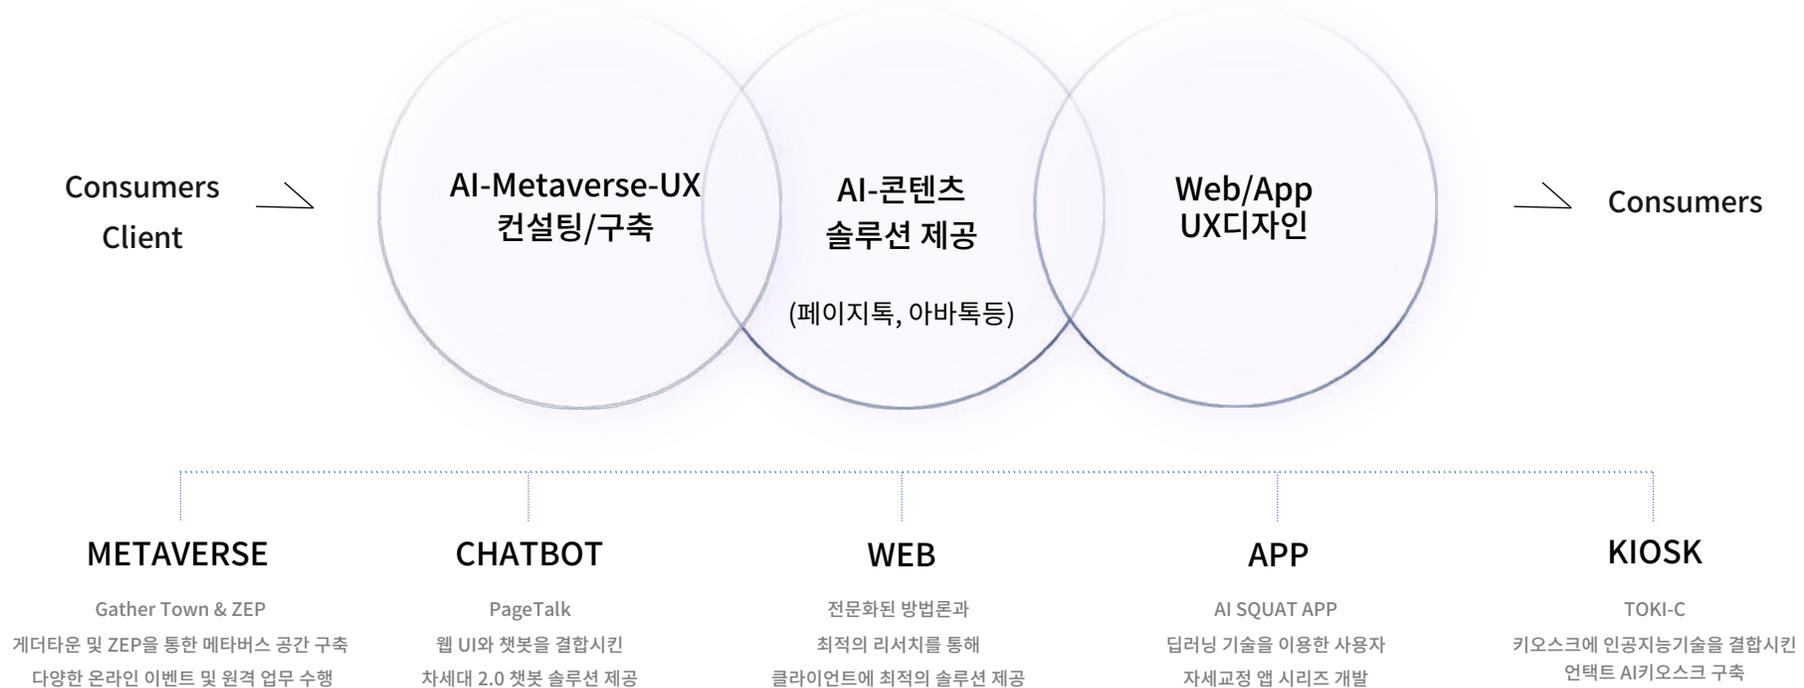 Consumers
Client
AI-Metaverse-UX
컨설팅/구축
AI-콘텐츠
솔루션 제공
(페이지톡, 아바톡등)
Web/App
UX디자인
Consumers
METAVERSE
Gather Town & ZEP
게더타운 및 ZEP을 통한 메타버스 공간 구축
다양한 온라인 이벤트 및 원격 업무 수행
CHATBOT
PageTalk
웹 UI와 챗봇을 결합시킨
차세대 2.0 챗봇 솔루션 제공
WEB
전문화된 방법론과
최적의 리서치를 통해
클라이언트에 최적의 솔루션 제공
APP
AI SQUAT APP
딥러닝 기술을 이용한 사용자
자세교정 앱 시리즈 개발
KIOSK
TOKI-C
키오스크에 인공지능기술을 결합시킨
언택트 AI키오스크 구축